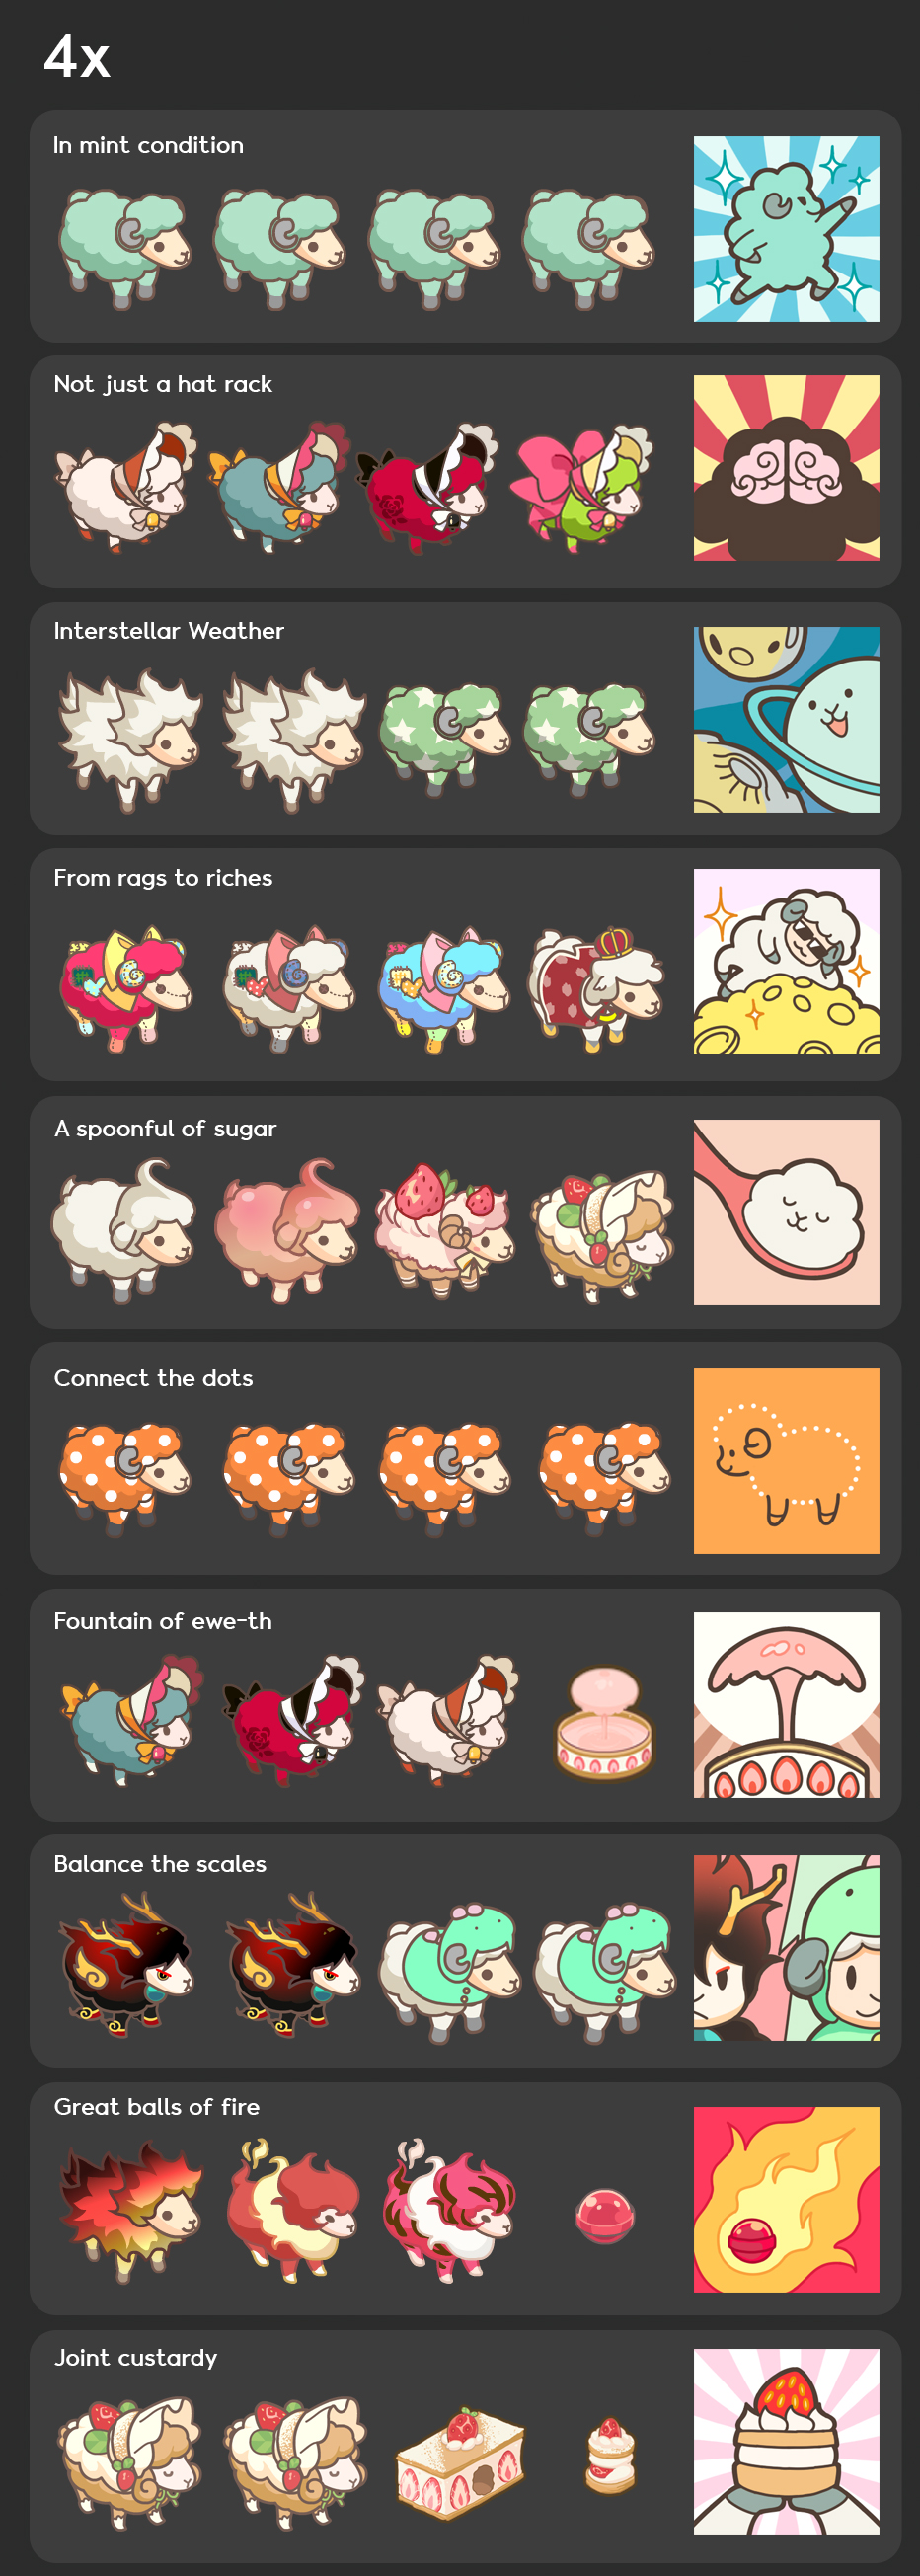 4x
In mint condition
Not just a hat rack
Interstellar Weather
From rags to riches
A spoonful of sugar
Connect the dots
Fountain of ewe-th
Balance the scales
Great balls of fire
Joint custardy